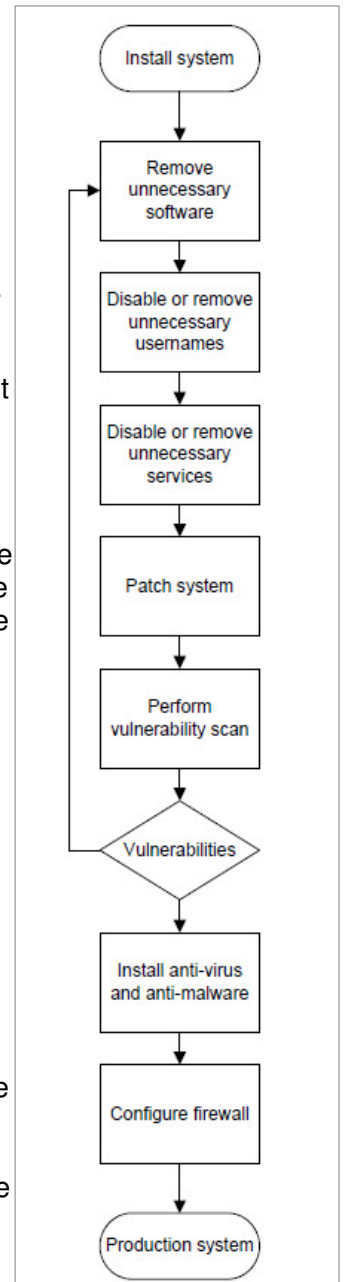 Install system
Remove
unnecessary
software
Disable or remove
unnecessary
usernames
t
Disable or remove
unnecessary
services
e
e
e
Patch system
Perform
vulnerability scan
Vulnerabilities
Install anti-virus
and anti-malware
e
Configure firewall
e
Production system